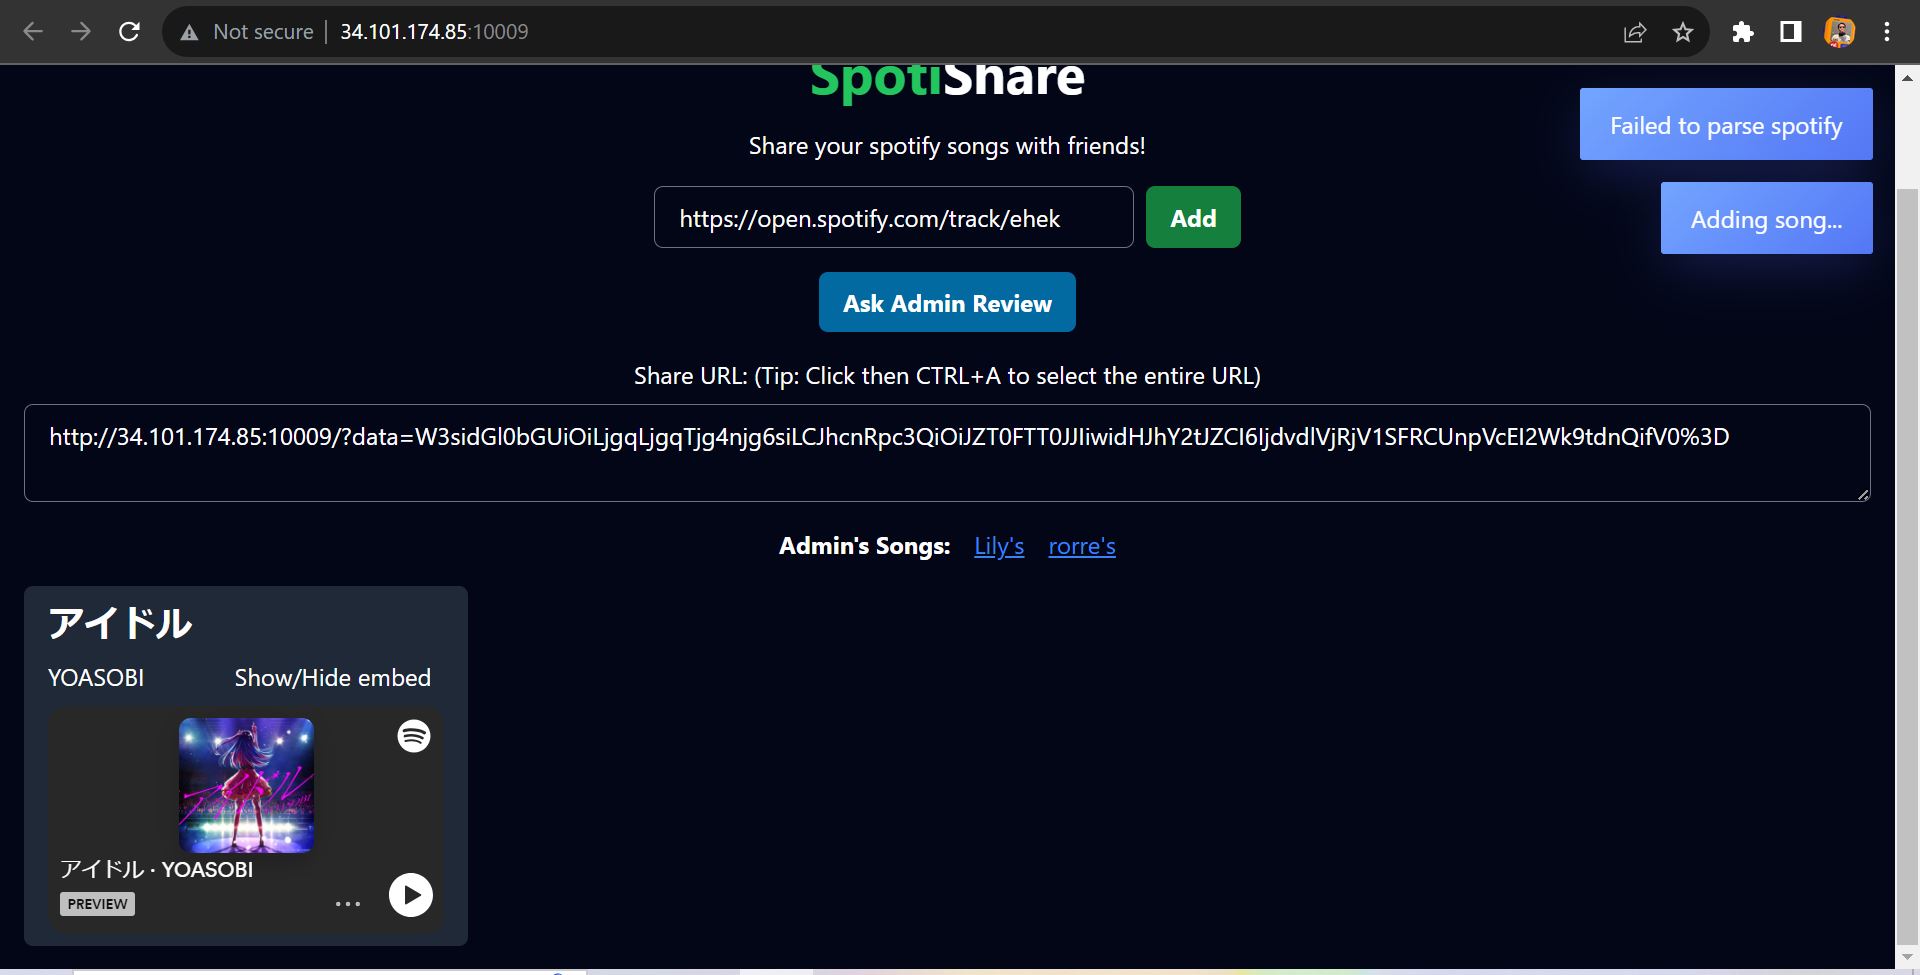 Not secure | 34.101.174.85:10009
SpotiShare
Share your spotify songs with friends!
Failed to parse spotify
https://open.spotify.com/track/ehek
Add
Adding song...
Ask Admin Review
Share URL: (Tip: Click then CTRL+A to select the entire URL)
http://34.101.174.85:10009/?data=W3sidGl0bGUiOiLjgqLjgqTjg4njg6siLCJhcnRpc3QiOiJZT0FTT0JJIiwidHJhY2tJZCI6IjdvdlVjRjV1SFRCUnpVcEI2Wk9tdnQifV0%3D
Admin's Songs: Lily's rorre's
アイドル
YOASOBI Show/Hide embed
アイドル · YOASOBI
PREVIEW